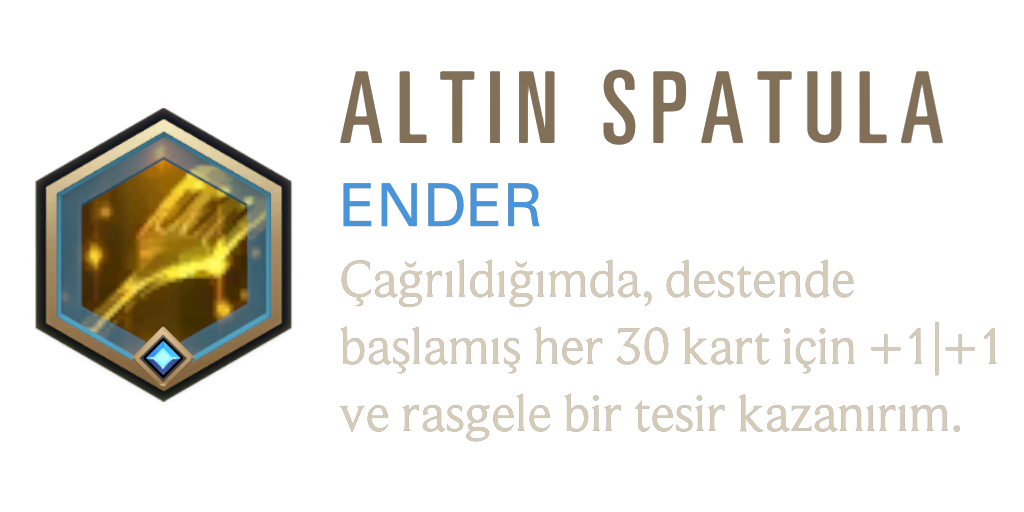 ALTIN SPATULA
ENDER
Çağrıldığımda, destende
başlamış her 30 kart için +1|+1
ve rasgele bir tesir kazanırım.